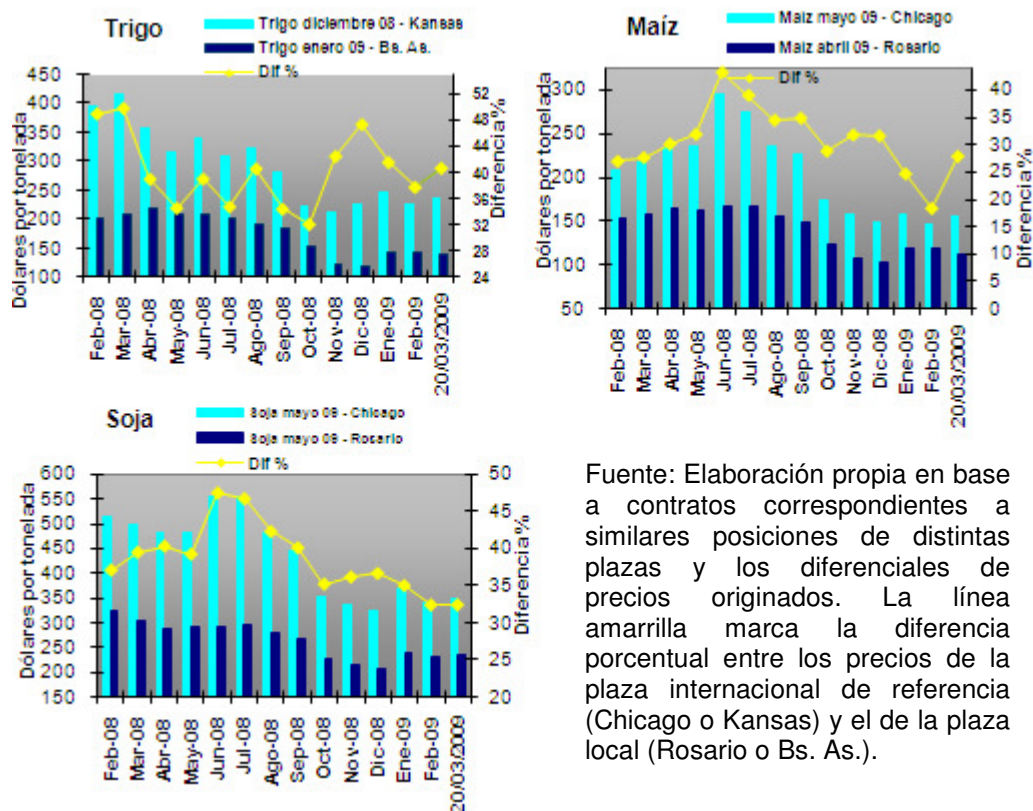 Trigo
Trigo diciembre 08 - Kansas
Trigo enero 09 - Bs. As.
Dif %
Dólares por tonelada
450
400
350
300
250
200
150
100
52
48
44
40
36
32
28
24
Diferencia%
Feb-08
Mar-08
Abr-08
May-08
Jun-08
Jul-08
Ago-08
Sep-08
Oct-08
Nov-08
Dic-08
Ene-09
Feb-09
20/03/2009
Maíz
Maíz mayo 09 - Chicago
Maíz abril 09 - Rosario
Dif %
Dólares por tonelada
300
250
200
150
100
50
40
35
30
25
20
15
10
5
0
Diferencia%
Feb-08
Mar-08
Abr-08
May-08
Jun-08
Jul-08
Ago-08
Sep-08
Oct-08
Nov-08
Dic-08
Ene-09
Feb-09
20/03/2009
Soja
Soja mayo 09 - Chicago
Soja mayo 09 - Rosario
Dif %
Dólares por tonelada
600
550
500
450
400
350
300
250
200
150
50
45
40
35
30
25
20
Diferencia%
Feb-08
Mar-08
Abr-08
May-08
Jun-08
Jul-08
Ago-08
Sep-08
Oct-08
Nov-08
Dic-08
Ene-09
Feb-09
20/03/2009
Fuente: Elaboración propia en base
a contratos correspondientes a
similares posiciones de distintas
plazas y los diferenciales de
precios originados. La línea
amarrilla marca la diferencia
porcentual entre los precios de la
plaza internacional de referencia
(Chicago o Kansas) y el de la plaza
local (Rosario o Bs. As.).